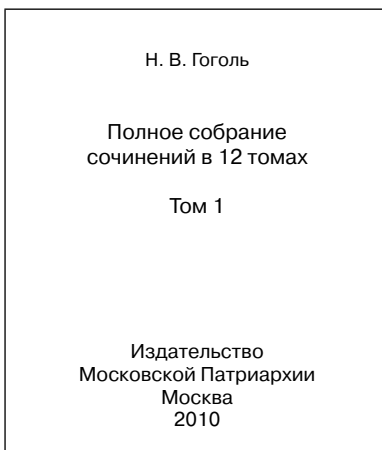 Н. В. Гоголь
Полное собрание
сочинений в 12 томах
Том 1
Издательство
Московской Патриархии
Москва
2010